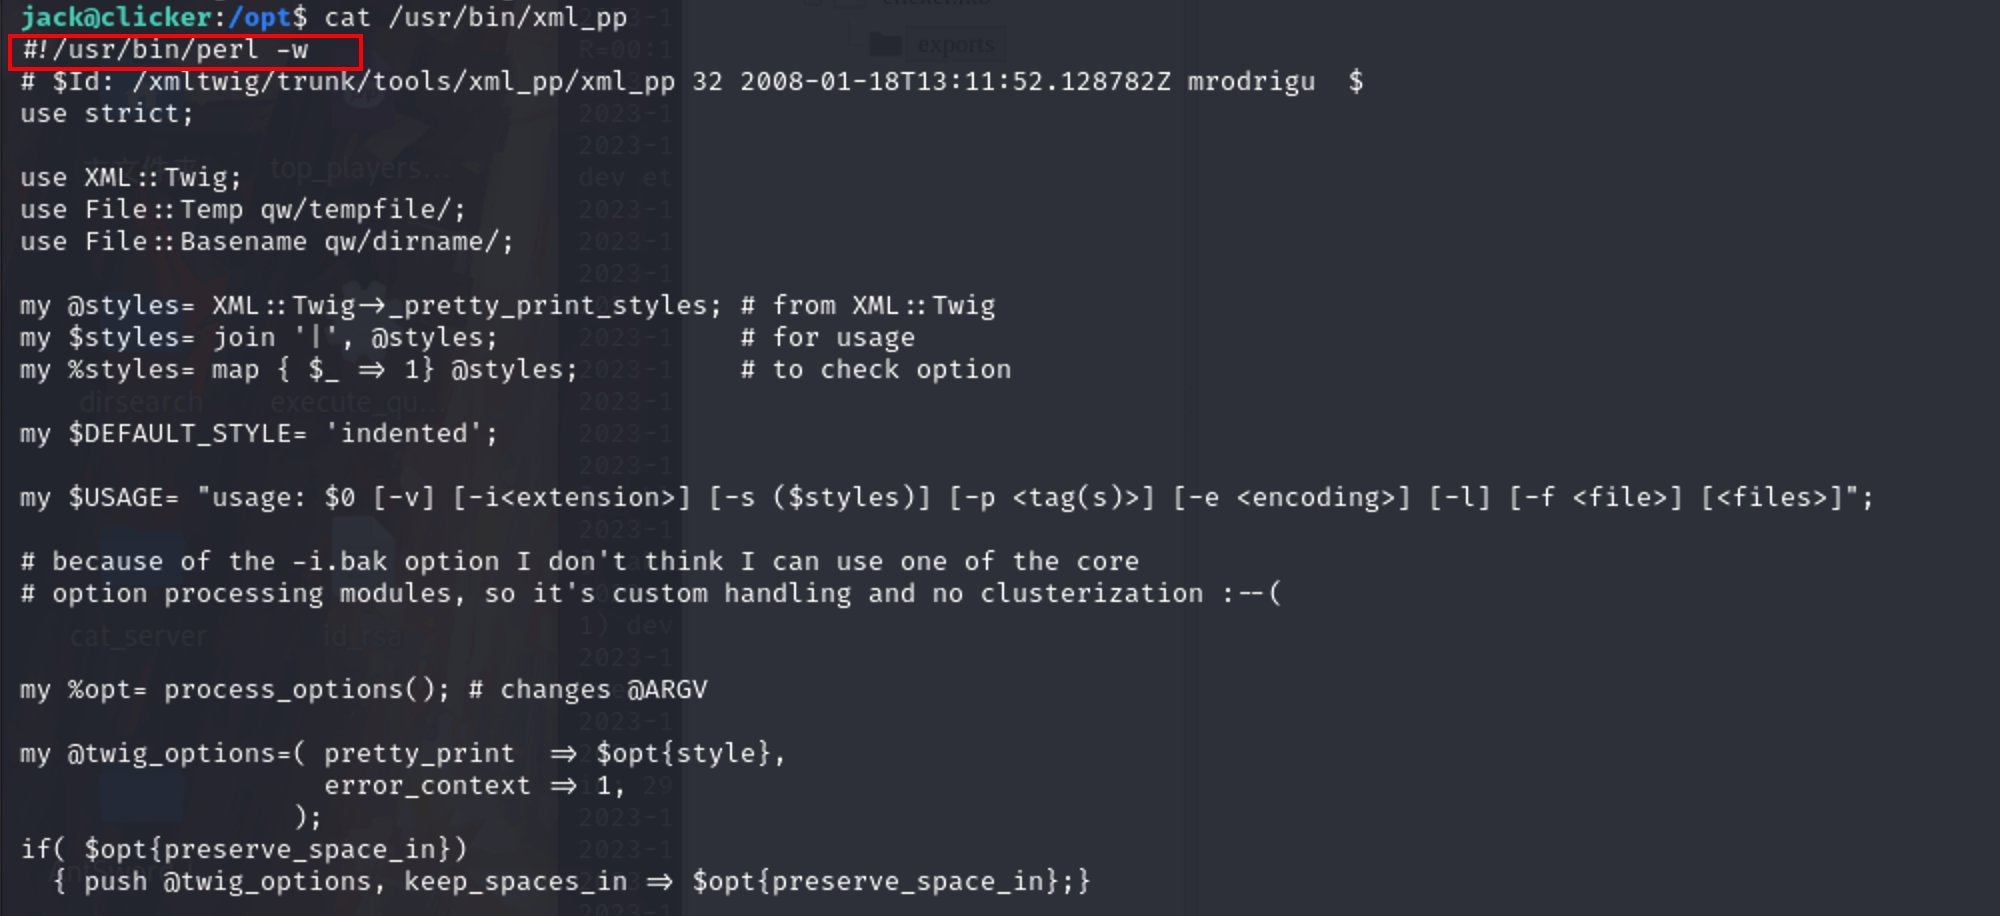 jack@clicker:/opt$ cat /usr/bin/xml_pp
#!/usr/bin/perl -w
# $Id: /xmltwig/trunk/tools/xml_pp/xml_pp 32 2008-01-18T13:11:52.128782Z mrodrigu  $
use strict;

use XML::Twig;
use File::Temp qw/tempfile/;
use File::Basename qw/dirname/;

my @styles= XML::Twig->_pretty_print_styles; # from XML::Twig
my $styles= join '|', @styles;               # for usage
my %styles= map { $_ => 1} @styles;          # to check option

my $DEFAULT_STYLE= 'indented';

my $USAGE= "usage: $0 [-v] [-i<extension>] [-s ($styles)] [-p <tag(s)>] [-e <encoding>] [-l] [-f <file>] [<files>]";

# because of the -i.bak option I don't think I can use one of the core
# option processing modules, so it's custom handling and no clusterization :--(


my %opt= process_options(); # changes @ARGV

my @twig_options=( pretty_print  => $opt{style},
                   error_context => 1,
                 );
if( $opt{preserve_space_in})
  { push @twig_options, keep_spaces_in => $opt{preserve_space_in};}
exports
top_players...
dirsearch
execute_qu...
cat_server
id_rsa